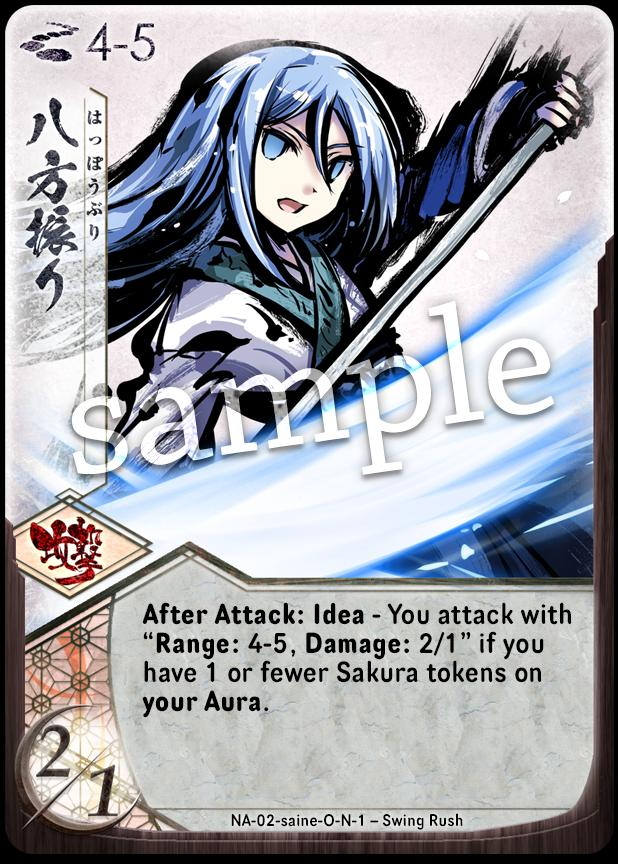 4-5
八方振り
はっぽうぶり
sample
攻撃
After Attack: Idea - You attack with
“Range: 4-5, Damage: 2/1” if you
have 1 or fewer Sakura tokens on
your Aura.
2/1
NA-02-saine-O-N-1 – Swing Rush